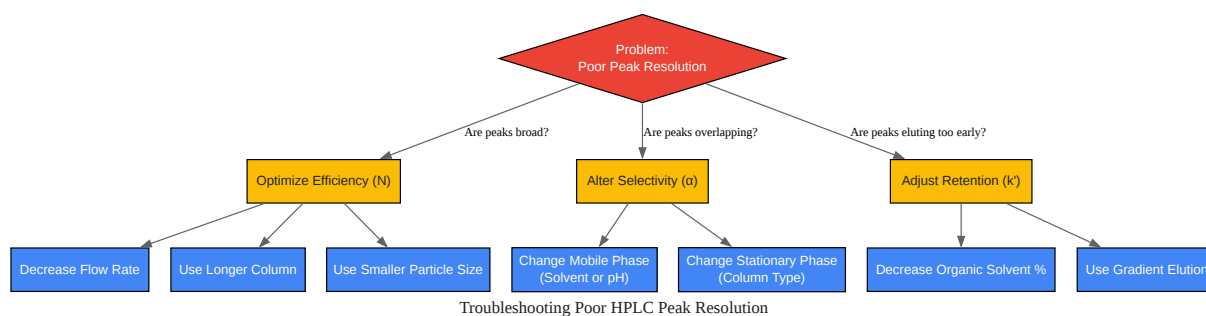 Problem:
Poor Peak Resolution
Are peaks broad?
Are peaks overlapping?
Are peaks eluting too early?
Optimize Efficiency (N)
Alter Selectivity (α)
Adjust Retention (k')
Decrease Flow Rate
Use Longer Column
Use Smaller Particle Size
Change Mobile Phase
(Solvent or pH)
Change Stationary Phase
(Column Type)
Decrease Organic Solvent %
Use Gradient Elution
Troubleshooting Poor HPLC Peak Resolution